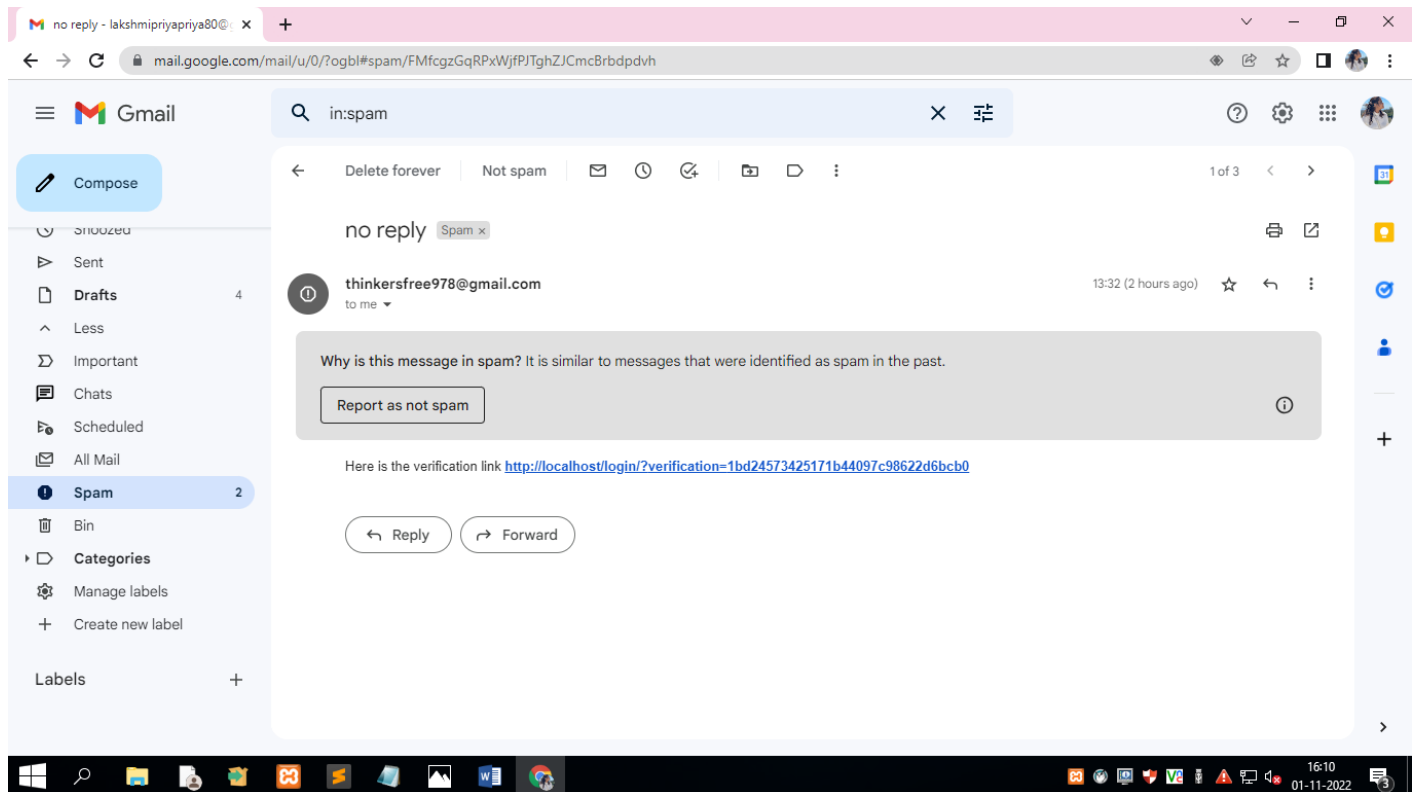 no reply - lakshmipriyapriya80@g
mail.google.com/mail/u/0/?ogbl#spam/FMfcgzGqRPxWjfPJTghZJCmcBrbdpdvh
Gmail
in:spam
Compose
Delete forever Not spam 1 of 3
31
Snoozed
no reply Spam ×
Sent
thinkersfree978@gmail.com 13:32 (2 hours ago)
Drafts 4
to me
Less
Why is this message in spam? It is similar to messages that were identified as spam in the past.
Important
Chats
Report as not spam
Scheduled
All Mail
Here is the verification link http://localhost/login/?verification=1bd24573425171b44097c98622d6bcb0
Spam 2
Bin
Reply Forward
Categories
Manage labels
Create new label
Labels
16:10
01-11-2022
3